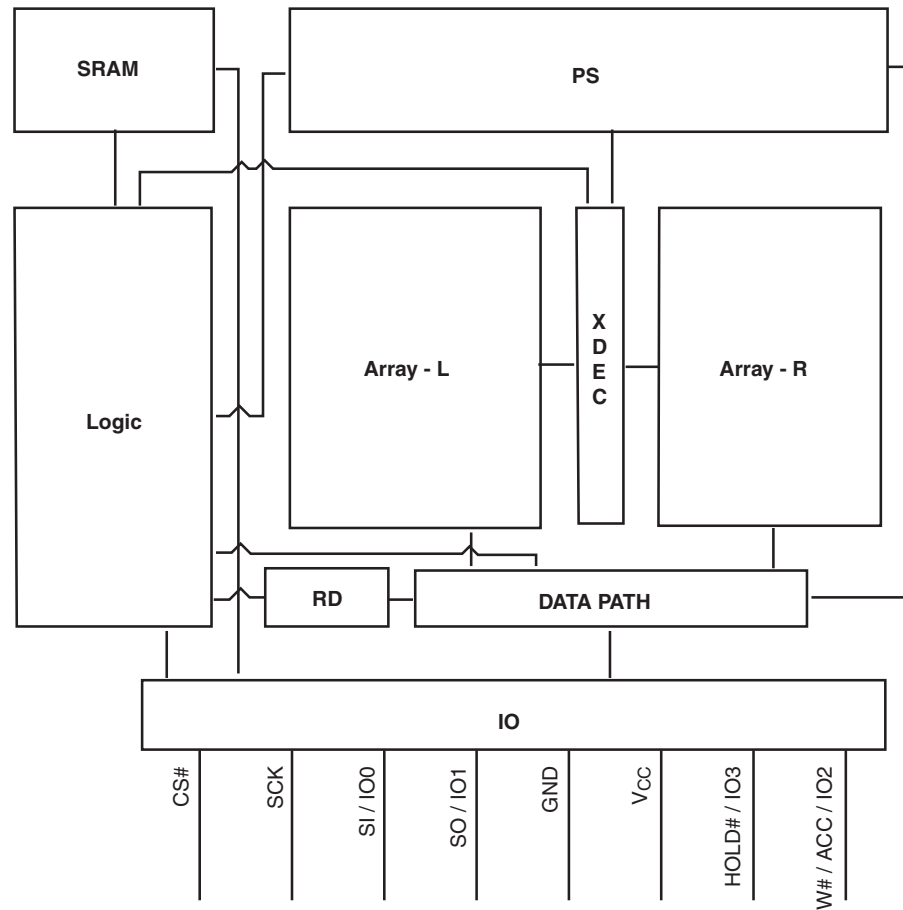 SRAM
PS
Logic
Array - L
X
D
E
C
Array - R
RD
DATA PATH
IO
CS#
SCK
SI / IO0
SO / IO1
GND
VCC
HOLD# / IO3
W# / ACC / IO2